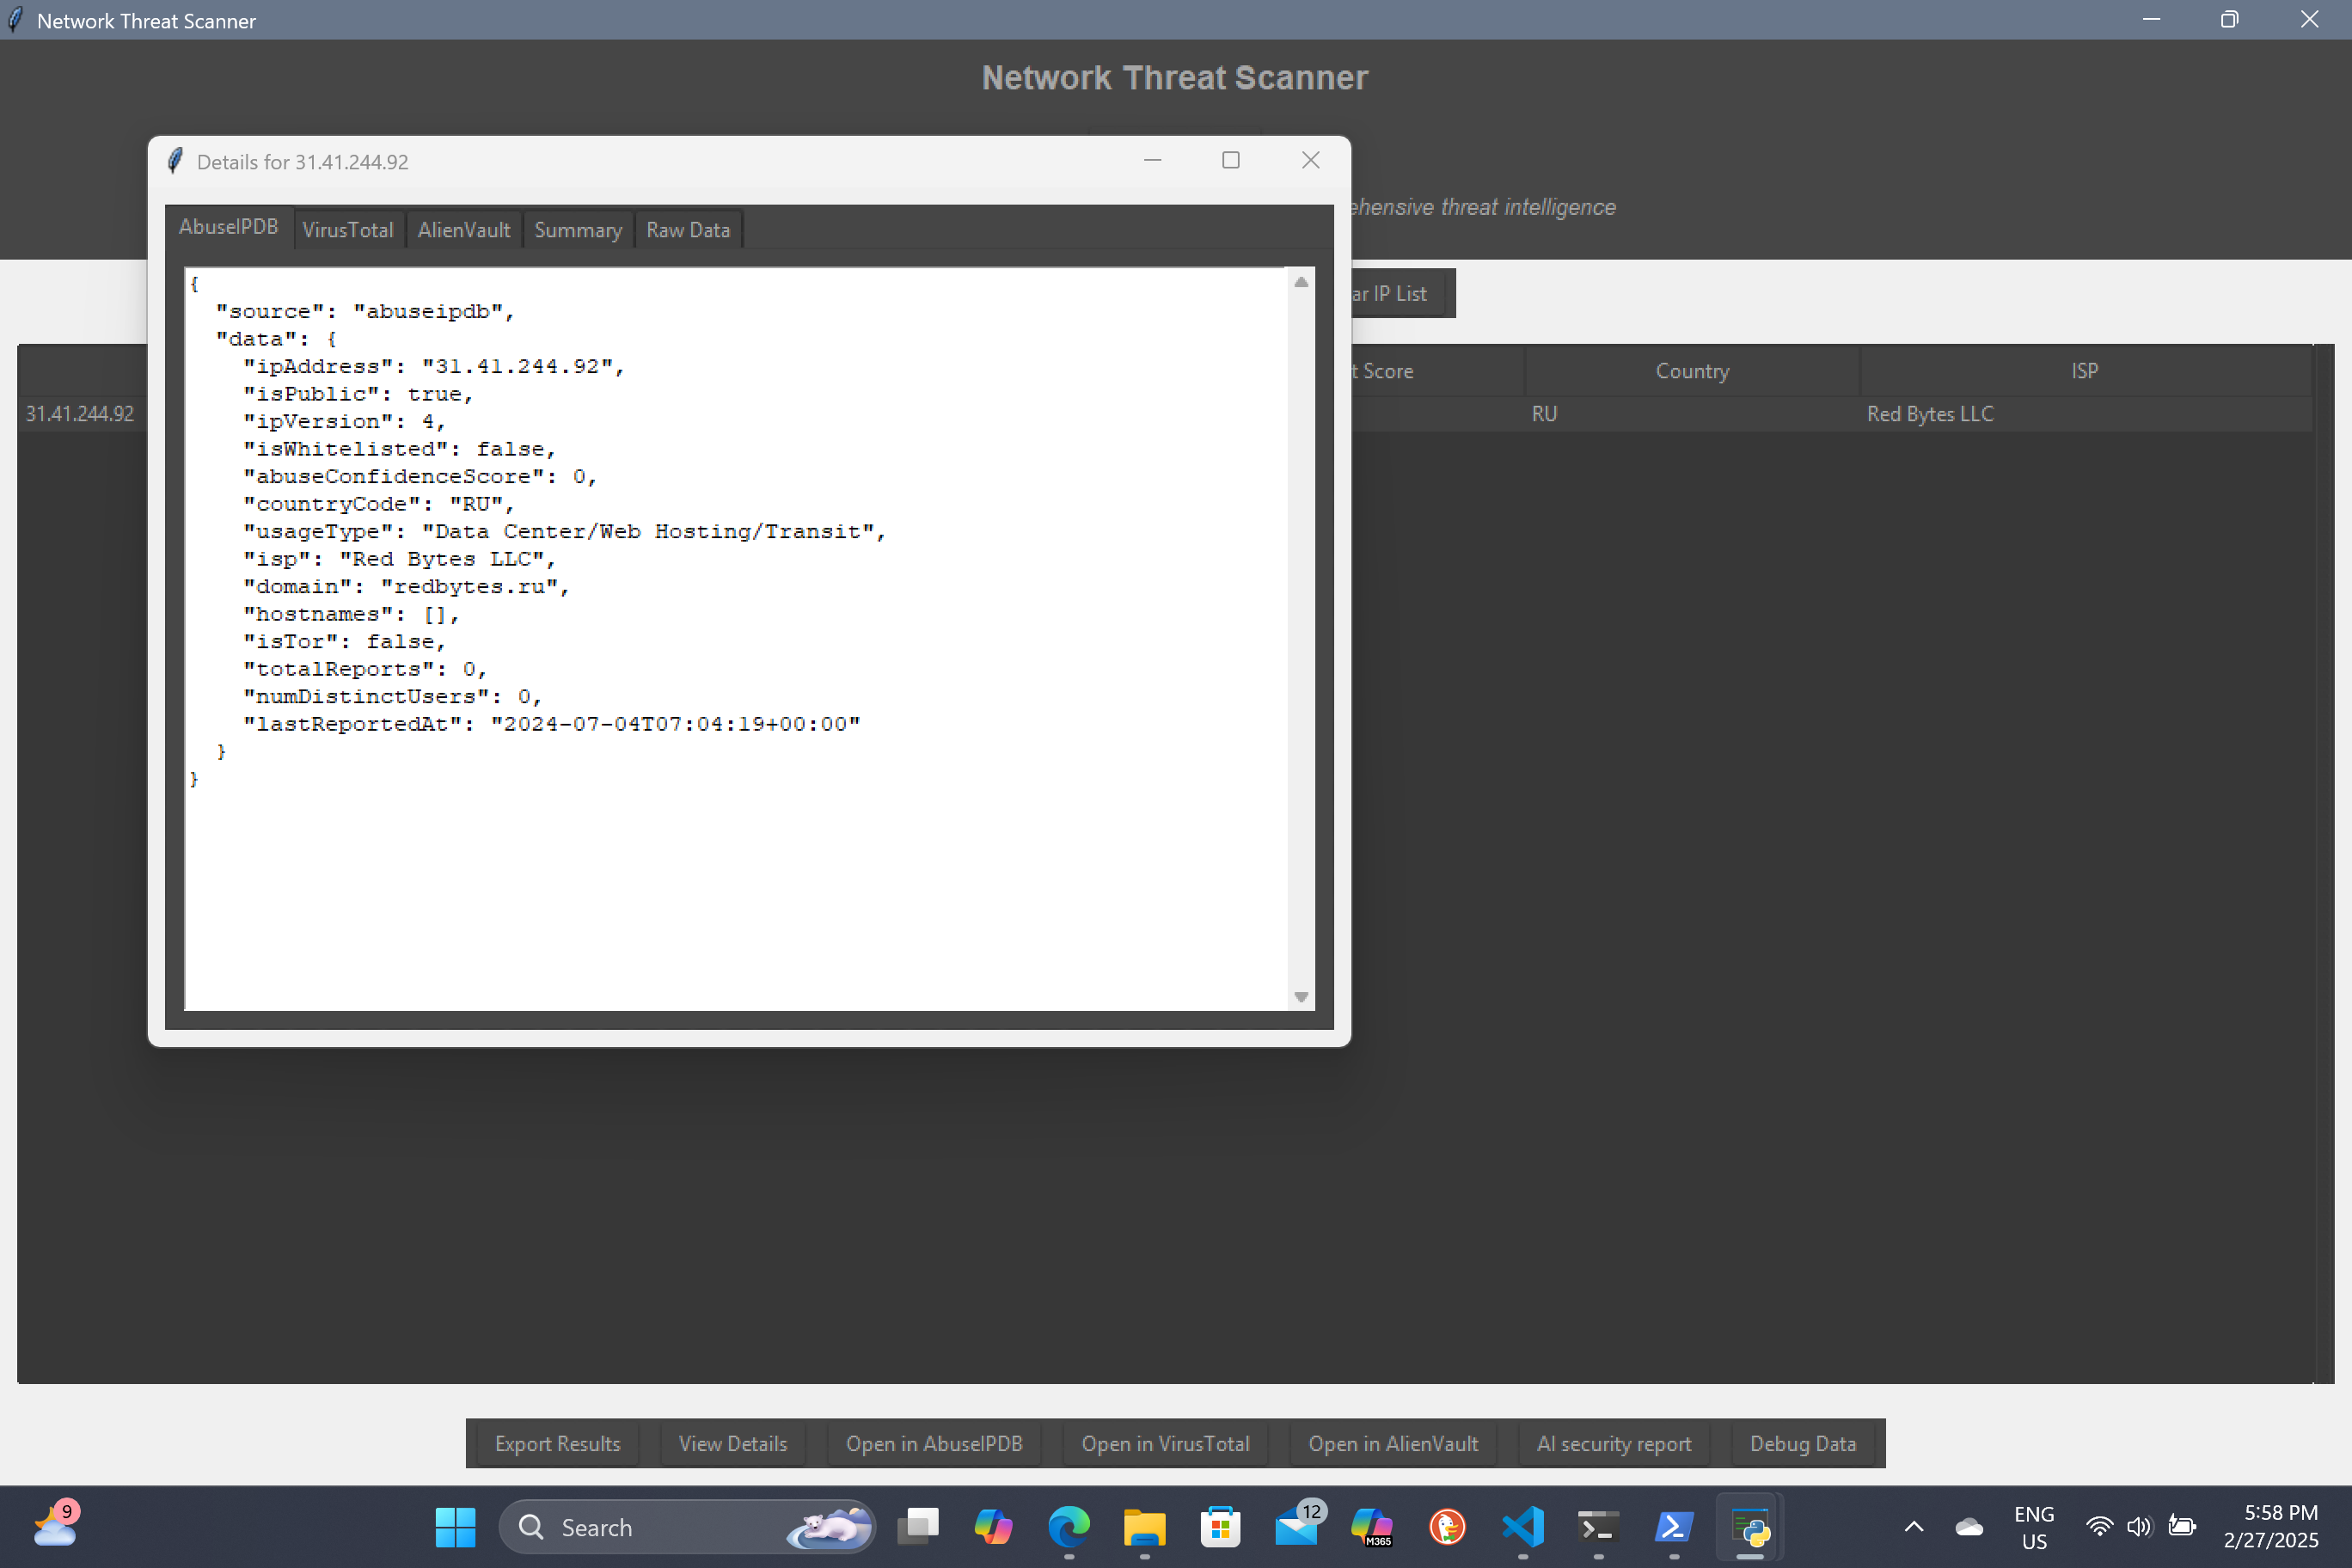 Network Threat Scanner
Network Threat Scanner
Details for 31.41.244.92
ehensive threat intelligence
AbuseIPDB VirusTotal AlienVault Summary Raw Data
ar IP List
{
  "source": "abuseipdb",
  "data": {
    "ipAddress": "31.41.244.92",
    "isPublic": true,
    "ipVersion": 4,
    "isWhitelisted": false,
    "abuseConfidenceScore": 0,
    "countryCode": "RU",
    "usageType": "Data Center/Web Hosting/Transit",
    "isp": "Red Bytes LLC",
    "domain": "redbytes.ru",
    "hostnames": [],
    "isTor": false,
    "totalReports": 0,
    "numDistinctUsers": 0,
    "lastReportedAt": "2024-07-04T07:04:19+00:00"
  }
}
t Score Country ISP
31.41.244.92 RU Red Bytes LLC
Export Results View Details Open in AbuseIPDB Open in VirusTotal Open in AlienVault AI security report Debug Data
9
Search
12
M365
ENG
US
5:58 PM
2/27/2025